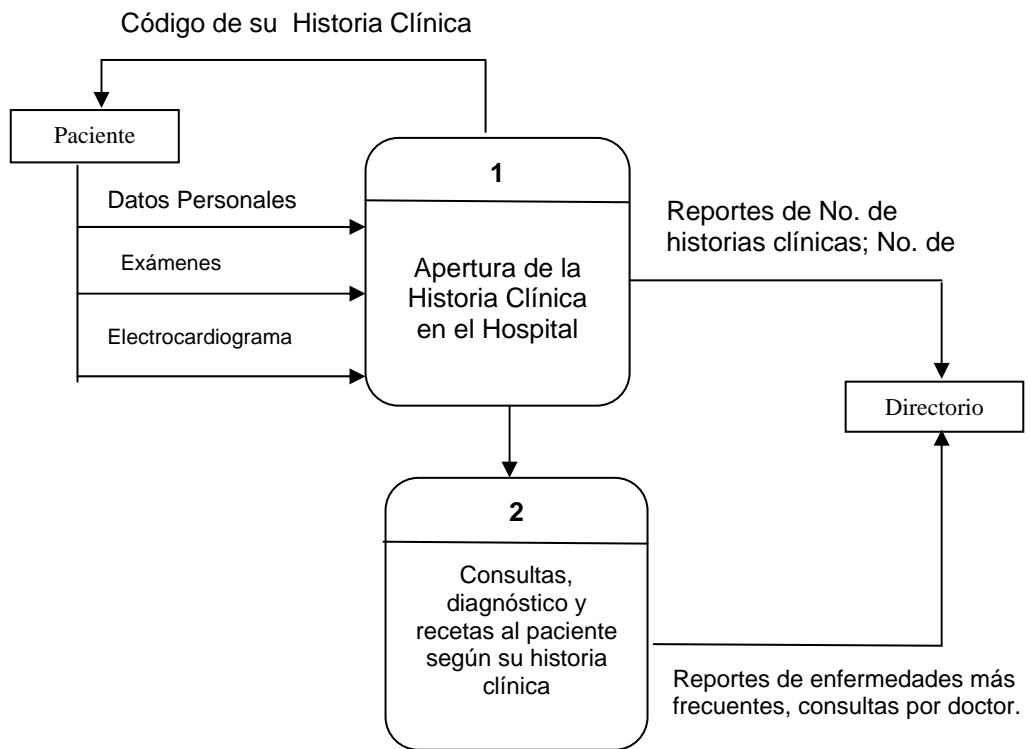 Código de su Historia Clínica
Paciente
1
Datos Personales
Exámenes
Electrocardiograma
Apertura de la
Historia Clínica
en el Hospital
Reportes de No. de
historias clínicas; No. de
Directorio
2
Consultas,
diagnóstico y
recetas al paciente
según su historia
clínica
Reportes de enfermedades más
frecuentes, consultas por doctor.